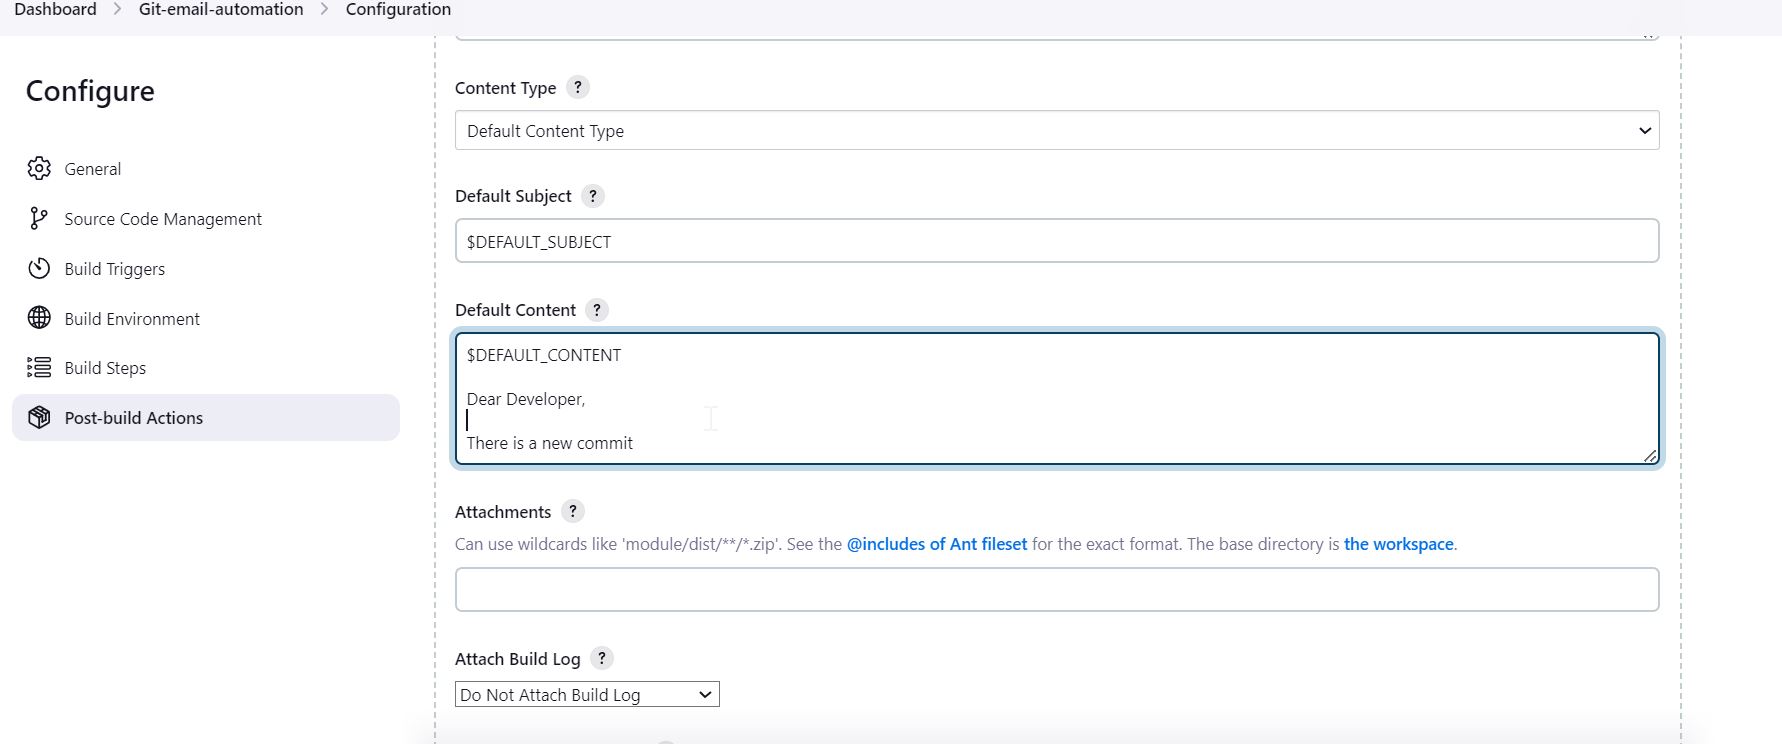 Dashboard > Git-email-automation > Configuration
Configure
General
Source Code Management
Build Triggers
Build Environment
Build Steps
Post-build Actions
Content Type ?
Default Content Type
Default Subject ?
$DEFAULT_SUBJECT
Default Content ?
$DEFAULT_CONTENT
Dear Developer,
There is a new commit
Attachments ?
Can use wildcards like 'module/dist/**/*.zip'. See the @includes of Ant fileset for the exact format. The base directory is the workspace.
Attach Build Log ?
Do Not Attach Build Log